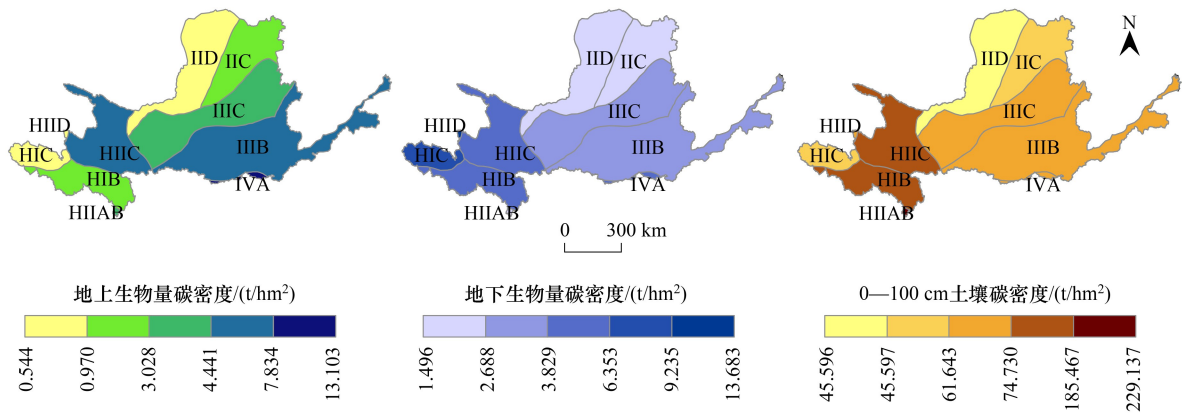 IID
IIC
IIIC
HIID
HIC
HIIC
IIIB
HIB
IVA
HIIAB
IID
IIC
IIIC
HIID
HIC
HIIC
IIIB
HIB
IVA
HIIAB
N
IID
IIC
IIIC
HIID
HIC
HIIC
IIIB
HIB
IVA
HIIAB
0 300 km
地上生物量碳密度/(t/hm²)
0.544 0.970 3.028 4.441 7.834 13.103
地下生物量碳密度/(t/hm²)
1.496 2.688 3.829 6.353 9.235 13.683
0—100 cm土壤碳密度/(t/hm²)
45.596 45.597 61.643 74.730 185.467 229.137